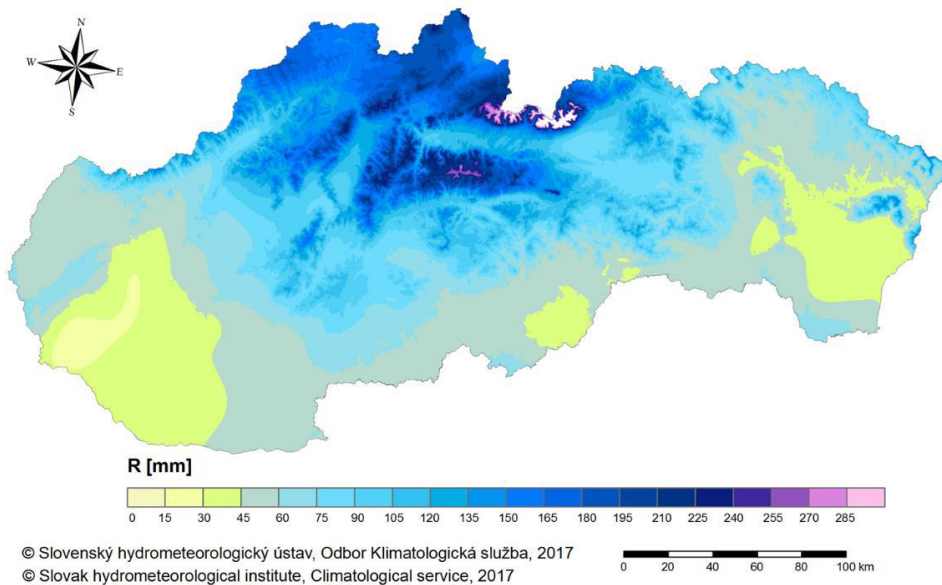 N
W E
S
R [mm]
0 15 30 45 60 75 90 105 120 135 150 165 180 195 210 225 240 255 270 285
© Slovenský hydrometeorologický ústav, Odbor Klimatologická služba, 2017
© Slovak hydrometeorological institute, Climatological service, 2017
0 20 40 60 80 100 km